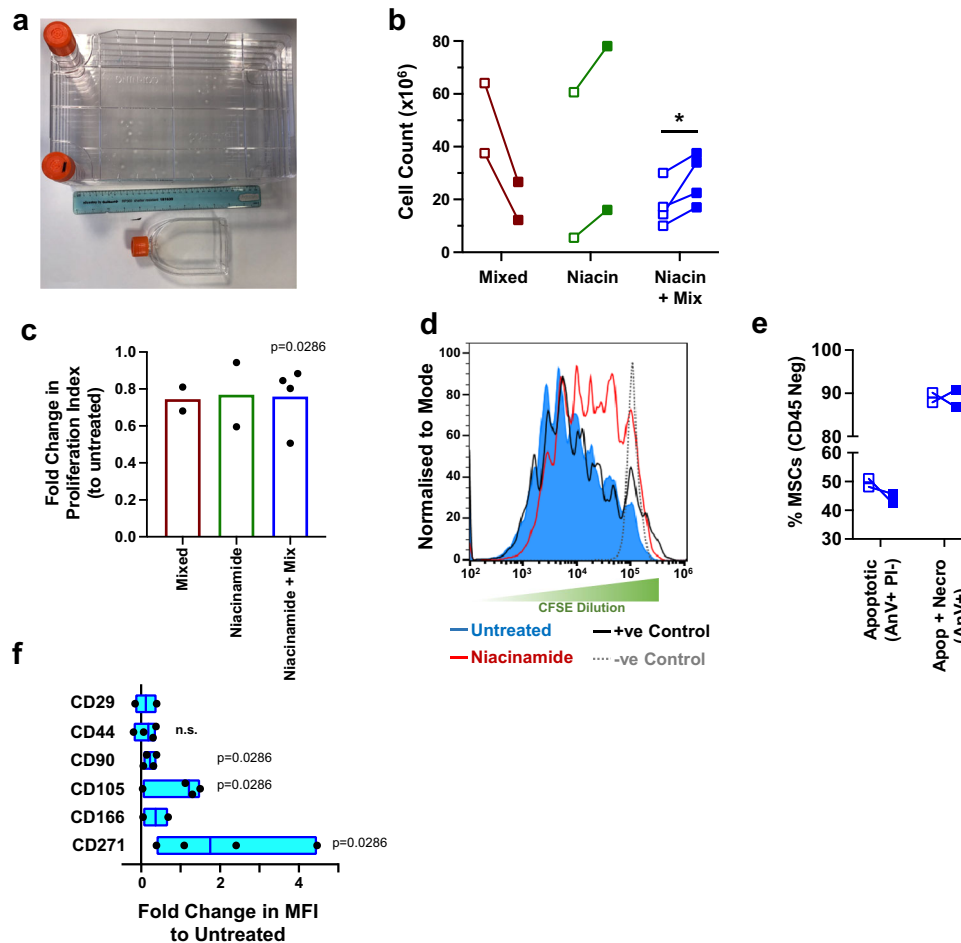 a
b
Cell Count (x10⁶)
80
60
40
20
0
*
Mixed
Niacin
Niacin
+ Mix
c
Fold Change in
Proliferation Index
(to untreated)
1.0
0.8
0.6
0.4
0.2
0.0
p=0.0286
Mixed
Niacinamide
Niacinamide + Mix
d
Normalised to Mode
100
80
60
40
20
0
10² 10³ 10⁴ 10⁵ 10⁶
CFSE Dilution
Untreated
+ve Control
Niacinamide
-ve Control
e
% MSCs (CD45 Neg)
100
90
80
60
50
40
30
Apoptotic
(AnV+ PI-)
Apop + Necro
(AnV+)
f
CD29
CD44
n.s.
CD90
p=0.0286
CD105
p=0.0286
CD166
CD271
p=0.0286
0 2 4
Fold Change in MFI
to Untreated